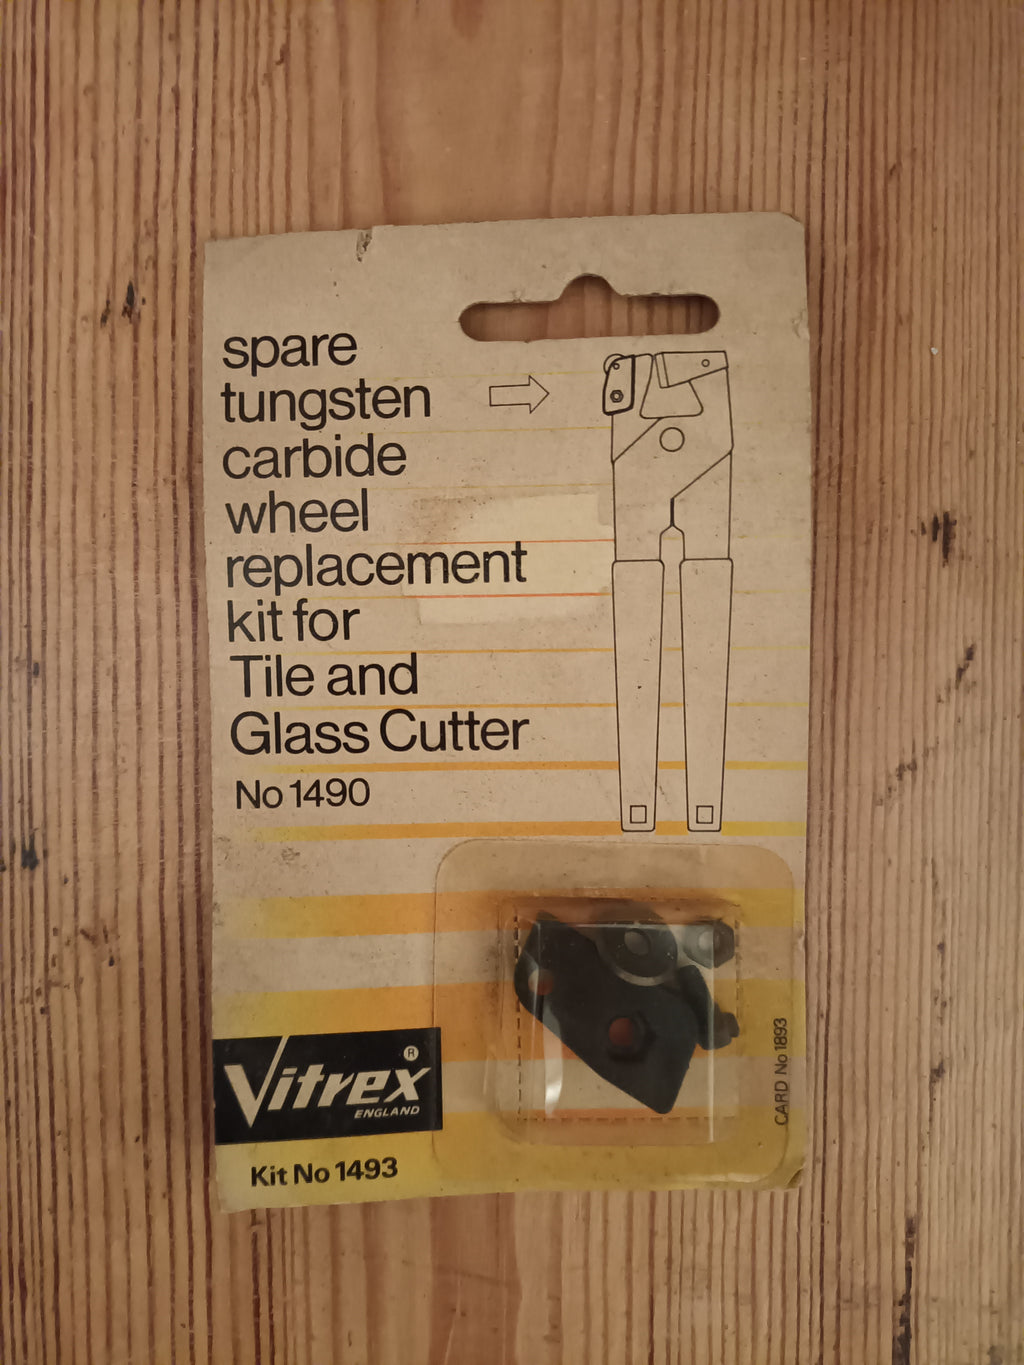 spare
tungsten
carbide
wheel
replacement
kit for
Tile and
Glass Cutter
No 1490
Vitrex ®
ENGLAND
Kit No 1493
CARD No 1893